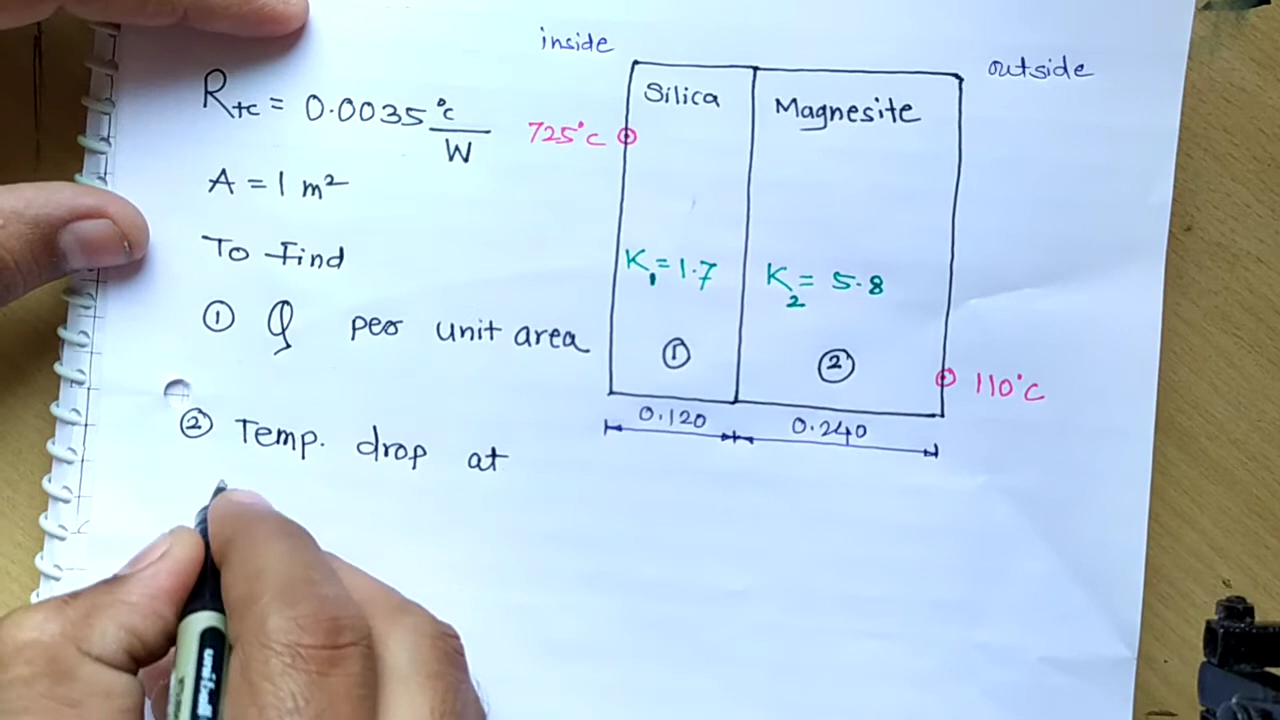 inside
outside
Rtc = 0.0035 °c/W
A = 1 m²
To Find
① Q per unit area
② Temp. drop at
Silica
Magnesite
725°C
K₁ = 1.7
K₂ = 5.8
①
②
110°C
0.120
0.240
uniball